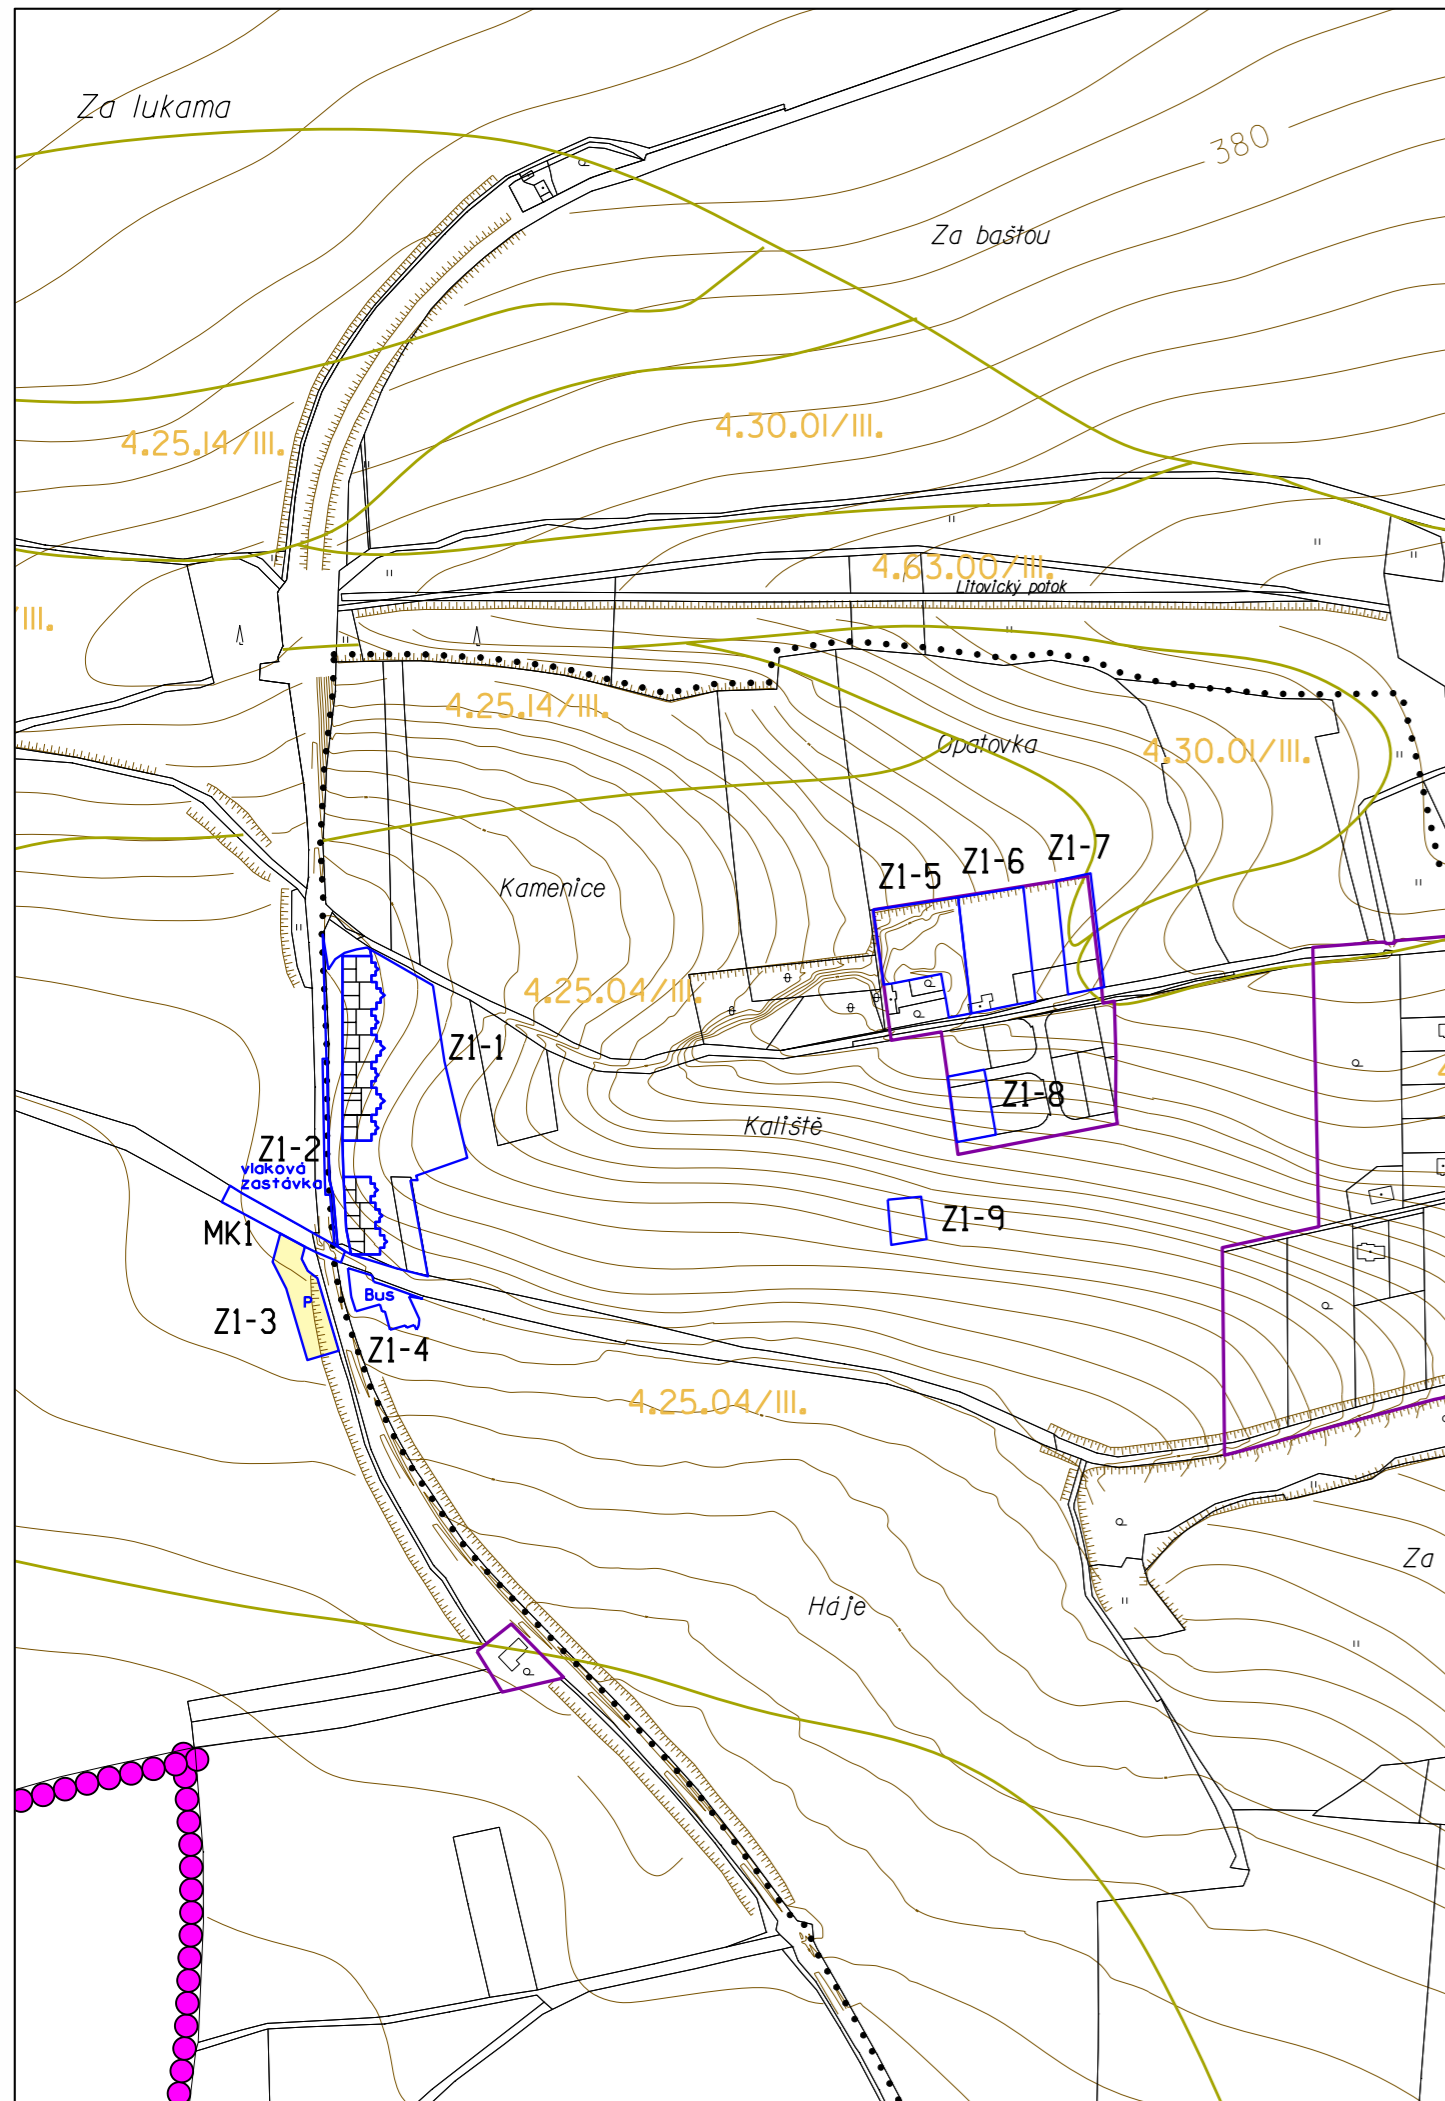 Za lukama
380
Za baštou
4.30.01/III.
4.25.14/III.
4.63.00/III.
Litovický potok
/III.
4.25.14/III.
Opatovka
4.30.01/III.
Z1-7
Z1-6
Z1-5
Kamenice
4.25.04/III.
Z1-1
Z1-8
Kaliště
Z1-2
vlaková
zastávka
Z1-9
MK1
P
Bus
Z1-3
Z1-4
4.25.04/III.
Za
Háje